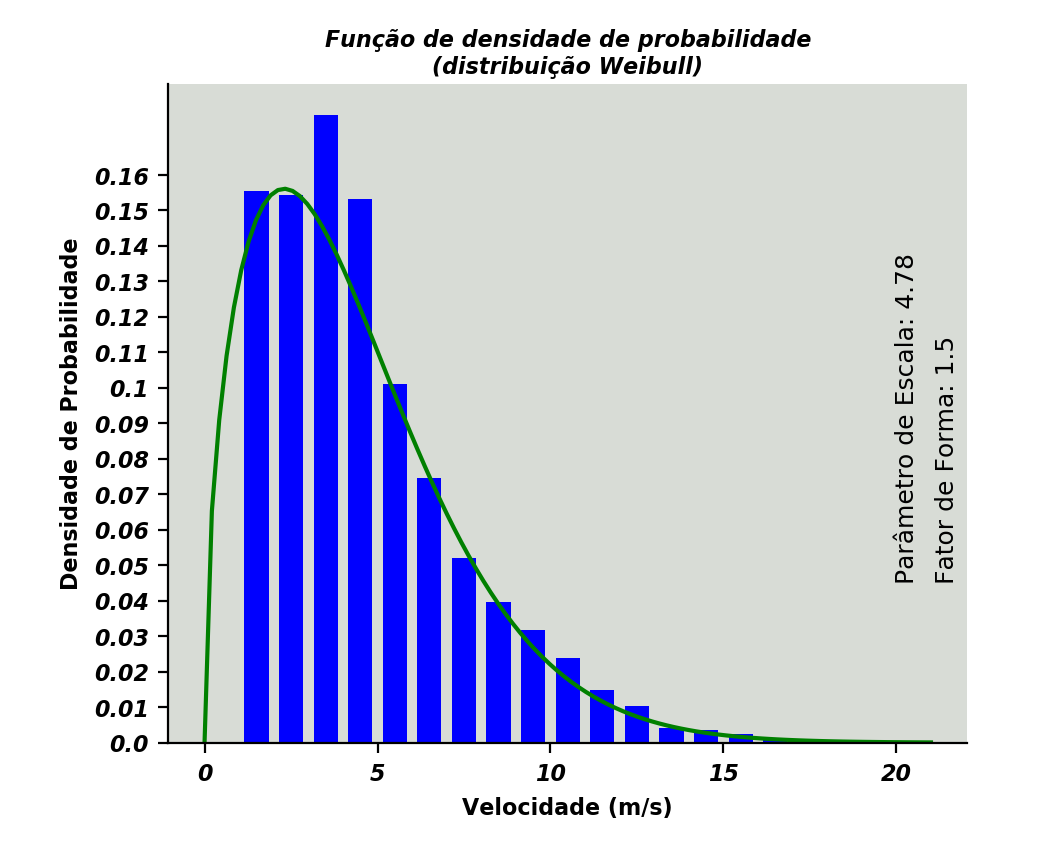 Função de densidade de probabilidade
(distribuição Weibull)
Densidade de Probabilidade
0.16
0.15
0.14
0.13
0.12
0.11
0.1
0.09
0.08
0.07
0.06
0.05
0.04
0.03
0.02
0.01
0.0
Parâmetro de Escala: 4.78
Fator de Forma: 1.5
0 5 10 15 20
Velocidade (m/s)